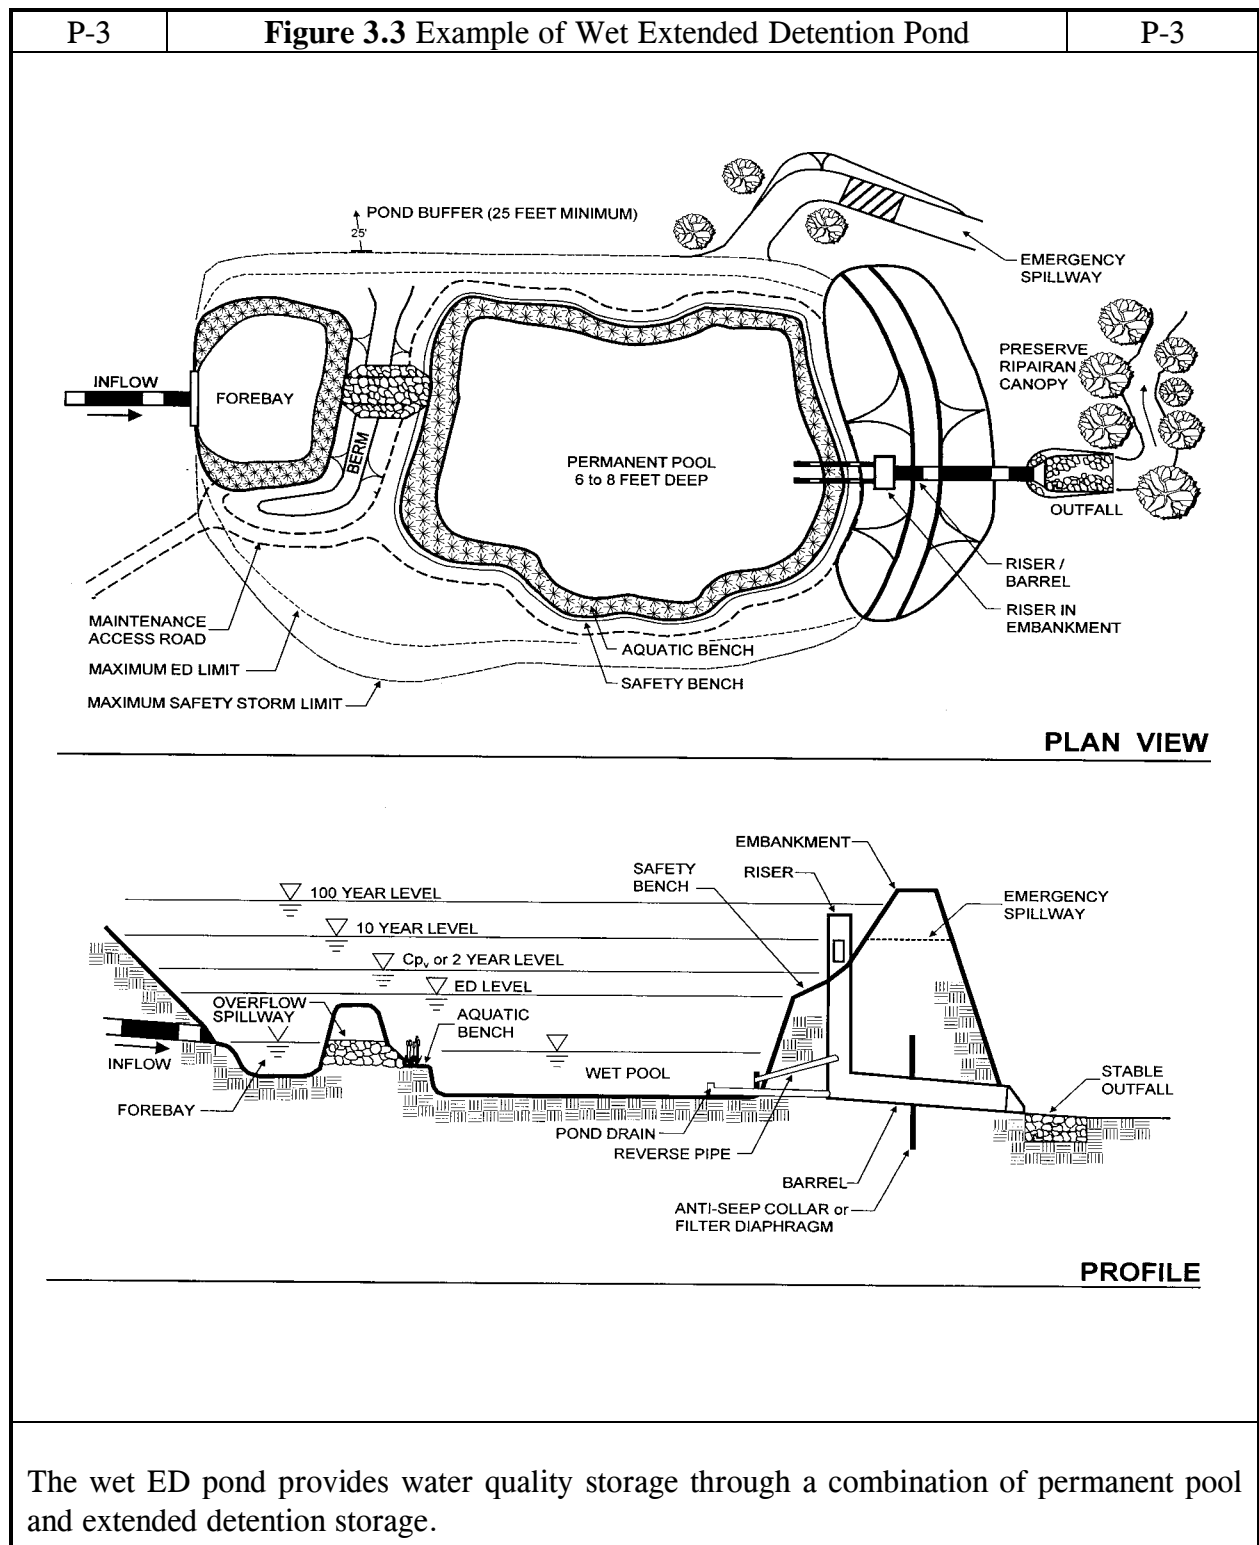 P-3
Figure 3.3 Example of Wet Extended Detention Pond
P-3
POND BUFFER (25 FEET MINIMUM)
25'
EMERGENCY
SPILLWAY
PRESERVE
RIPAIRAN
CANOPY
INFLOW
FOREBAY
BERM
PERMANENT POOL
6 to 8 FEET DEEP
OUTFALL
RISER /
BARREL
RISER IN
EMBANKMENT
MAINTENANCE
ACCESS ROAD
AQUATIC BENCH
MAXIMUM ED LIMIT
SAFETY BENCH
MAXIMUM SAFETY STORM LIMIT
PLAN VIEW
EMBANKMENT
SAFETY
BENCH
RISER
100 YEAR LEVEL
EMERGENCY
SPILLWAY
10 YEAR LEVEL
Cpv or 2 YEAR LEVEL
ED LEVEL
OVERFLOW
SPILLWAY
AQUATIC
BENCH
INFLOW
WET POOL
STABLE
OUTFALL
FOREBAY
POND DRAIN
REVERSE PIPE
BARREL
ANTI-SEEP COLLAR or
FILTER DIAPHRAGM
PROFILE
The wet ED pond provides water quality storage through a combination of permanent pool
and extended detention storage.